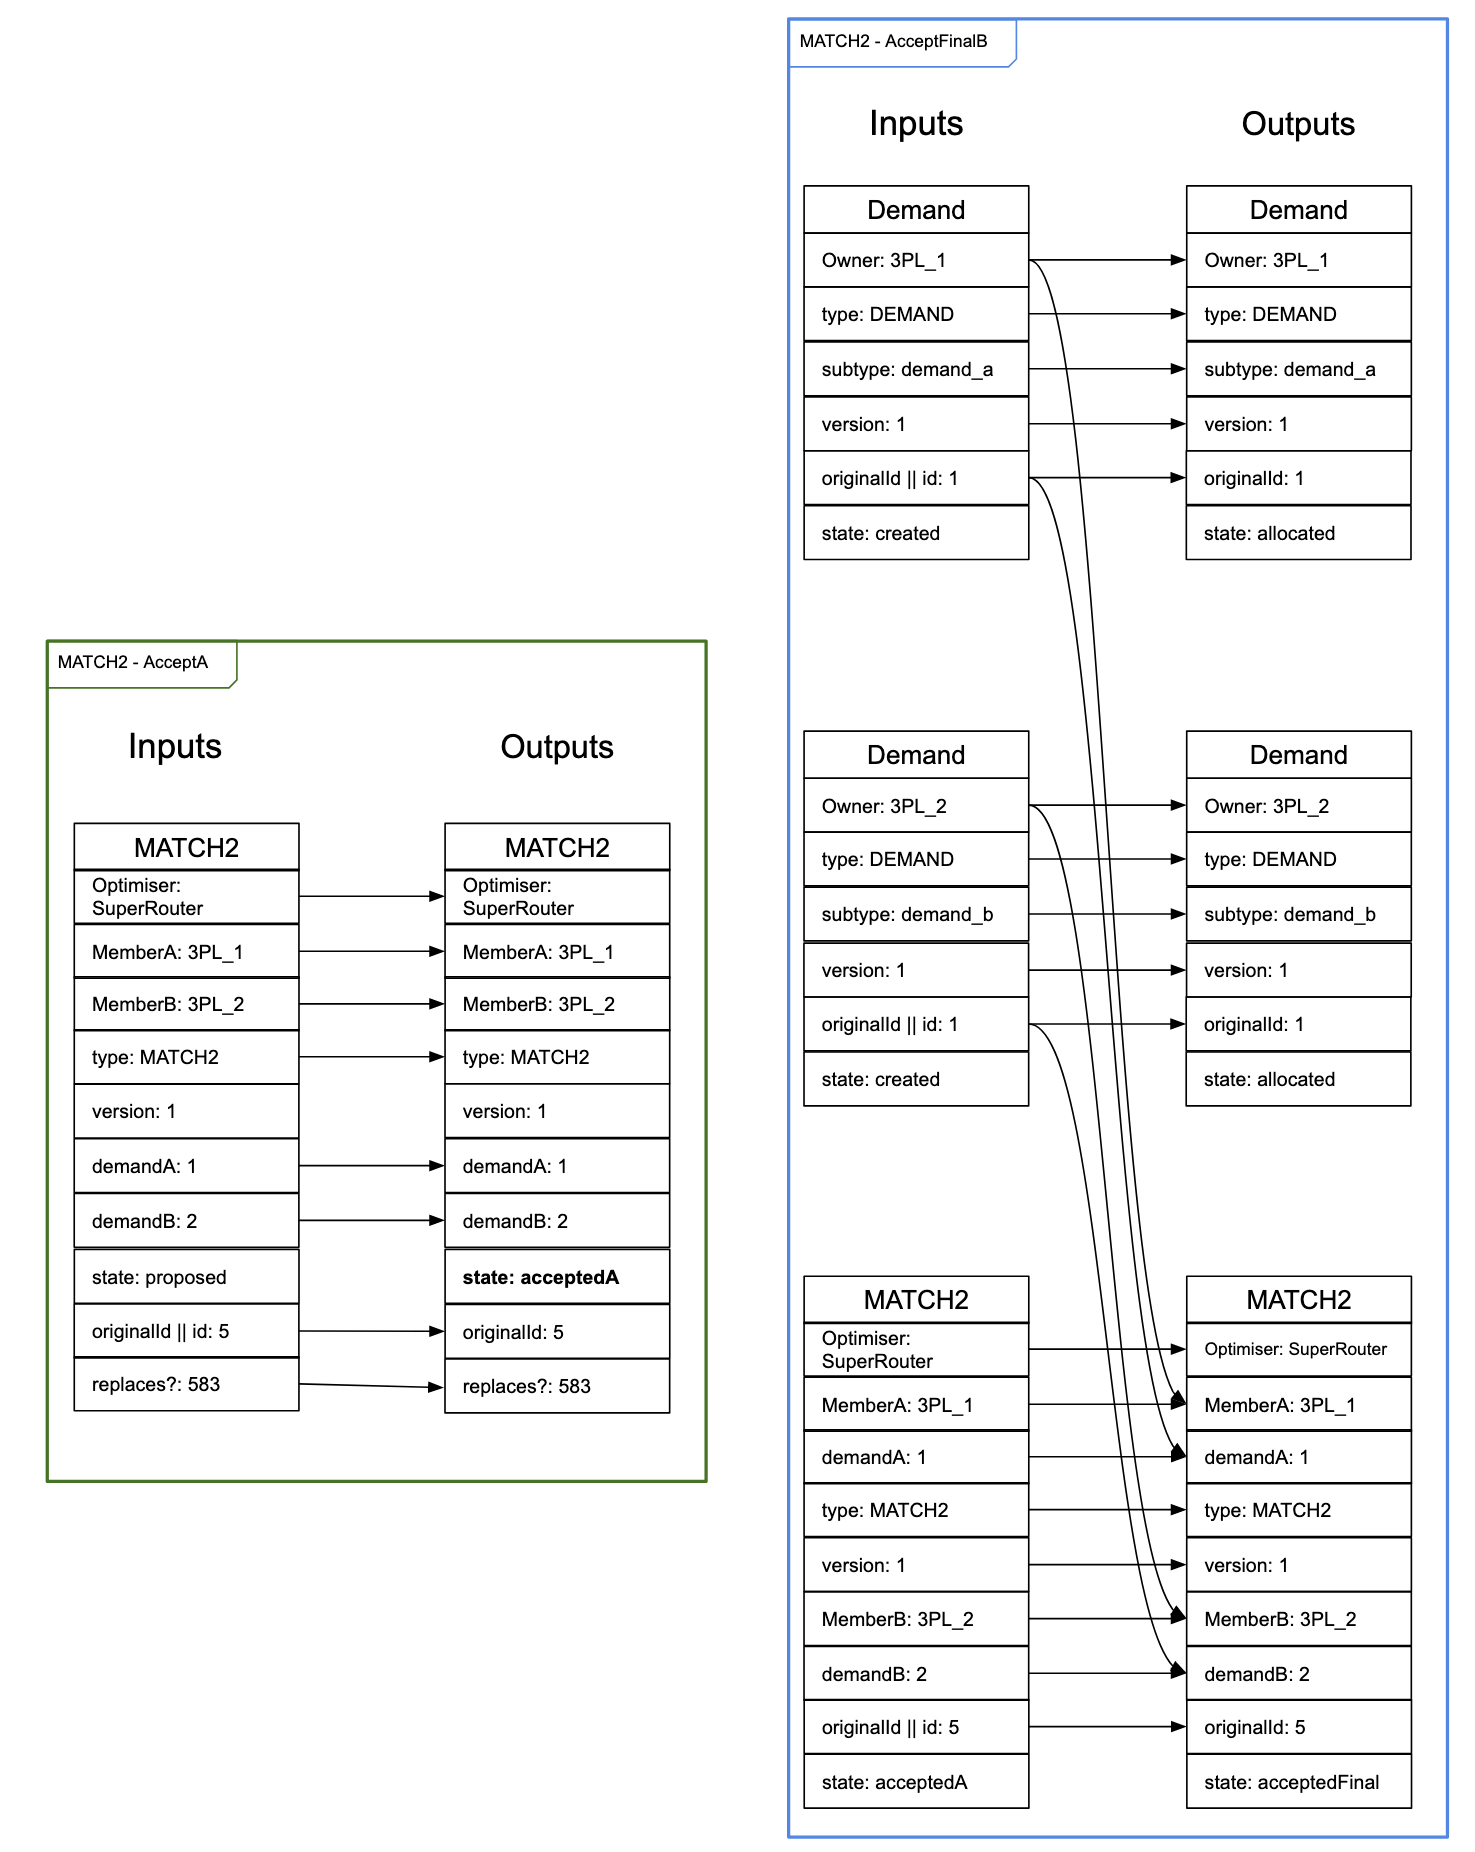 MATCH2 - AcceptA
Inputs
Outputs
MATCH2
Optimiser:
SuperRouter
MemberA: 3PL_1
MemberB: 3PL_2
type: MATCH2
version: 1
demandA: 1
demandB: 2
state: proposed
originalId || id: 5
replaces?: 583
MATCH2
Optimiser:
SuperRouter
MemberA: 3PL_1
MemberB: 3PL_2
type: MATCH2
version: 1
demandA: 1
demandB: 2
state: acceptedA
originalId: 5
replaces?: 583
MATCH2 - AcceptFinalB
Inputs
Outputs
Demand
Owner: 3PL_1
type: DEMAND
subtype: demand_a
version: 1
originalId || id: 1
state: created
Demand
Owner: 3PL_1
type: DEMAND
subtype: demand_a
version: 1
originalId: 1
state: allocated
Demand
Owner: 3PL_2
type: DEMAND
subtype: demand_b
version: 1
originalId || id: 1
state: created
Demand
Owner: 3PL_2
type: DEMAND
subtype: demand_b
version: 1
originalId: 1
state: allocated
MATCH2
Optimiser:
SuperRouter
MemberA: 3PL_1
demandA: 1
type: MATCH2
version: 1
MemberB: 3PL_2
demandB: 2
originalId || id: 5
state: acceptedA
MATCH2
Optimiser: SuperRouter
MemberA: 3PL_1
demandA: 1
type: MATCH2
version: 1
MemberB: 3PL_2
demandB: 2
originalId: 5
state: acceptedFinal